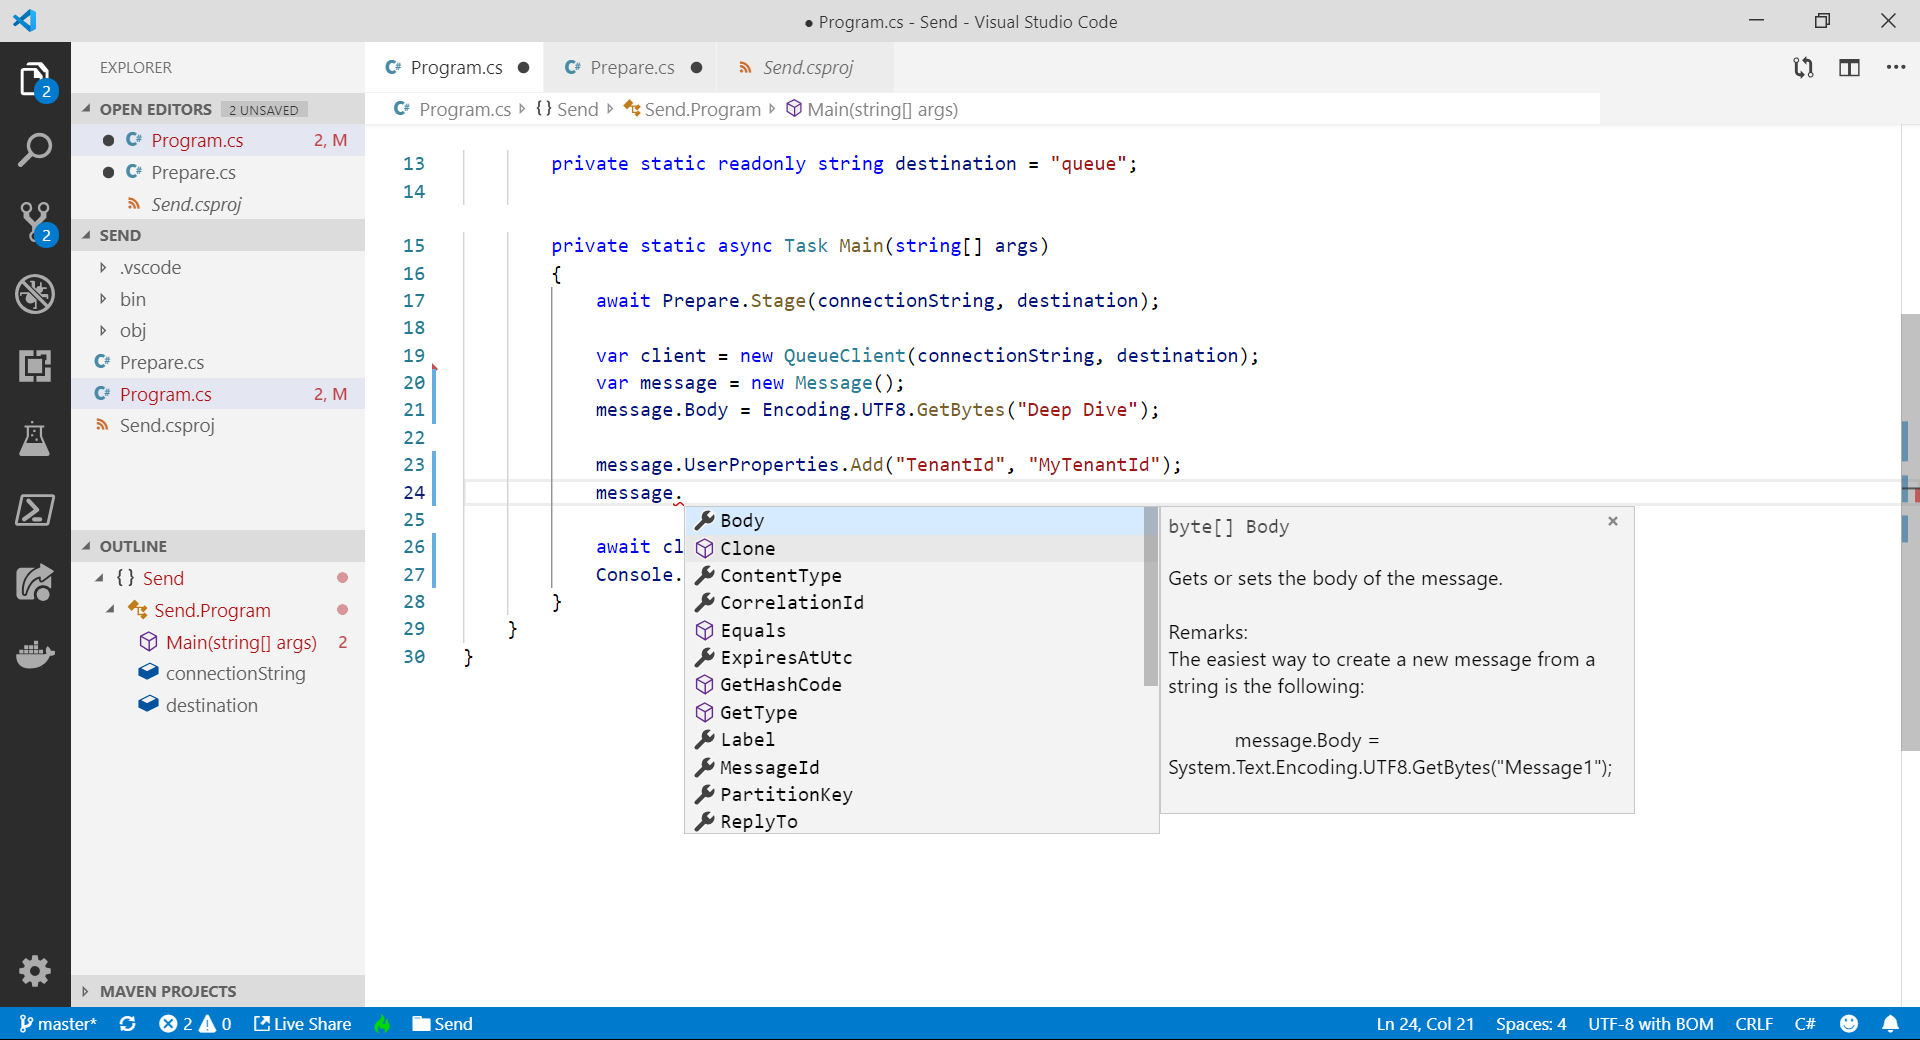 ● Program.cs - Send - Visual Studio Code
EXPLORER
OPEN EDITORS 2 UNSAVED
Program.cs 2, M
Prepare.cs
Send.csproj
SEND
.vscode
bin
obj
Prepare.cs
Program.cs 2, M
Send.csproj
OUTLINE
{} Send
Send.Program
Main(string[] args) 2
connectionString
destination
MAVEN PROJECTS
2
2
C# Program.cs C# Prepare.cs Send.csproj
C# Program.cs {} Send Send.Program Main(string[] args)
13 private static readonly string destination = "queue";
14
15 private static async Task Main(string[] args)
16 {
17 await Prepare.Stage(connectionString, destination);
18
19 var client = new QueueClient(connectionString, destination);
20 var message = new Message();
21 message.Body = Encoding.UTF8.GetBytes("Deep Dive");
22
23 message.UserProperties.Add("TenantId", "MyTenantId");
24 message.
25
26 await cl
27 Console.
28 }
29 }
30 }
Body
Clone
ContentType
CorrelationId
Equals
ExpiresAtUtc
GetHashCode
GetType
Label
MessageId
PartitionKey
ReplyTo
byte[] Body
Gets or sets the body of the message.
Remarks:
The easiest way to create a new message from a
string is the following:
message.Body =
System.Text.Encoding.UTF8.GetBytes("Message1");
master* 2 0 Live Share Send Ln 24, Col 21 Spaces: 4 UTF-8 with BOM CRLF C#